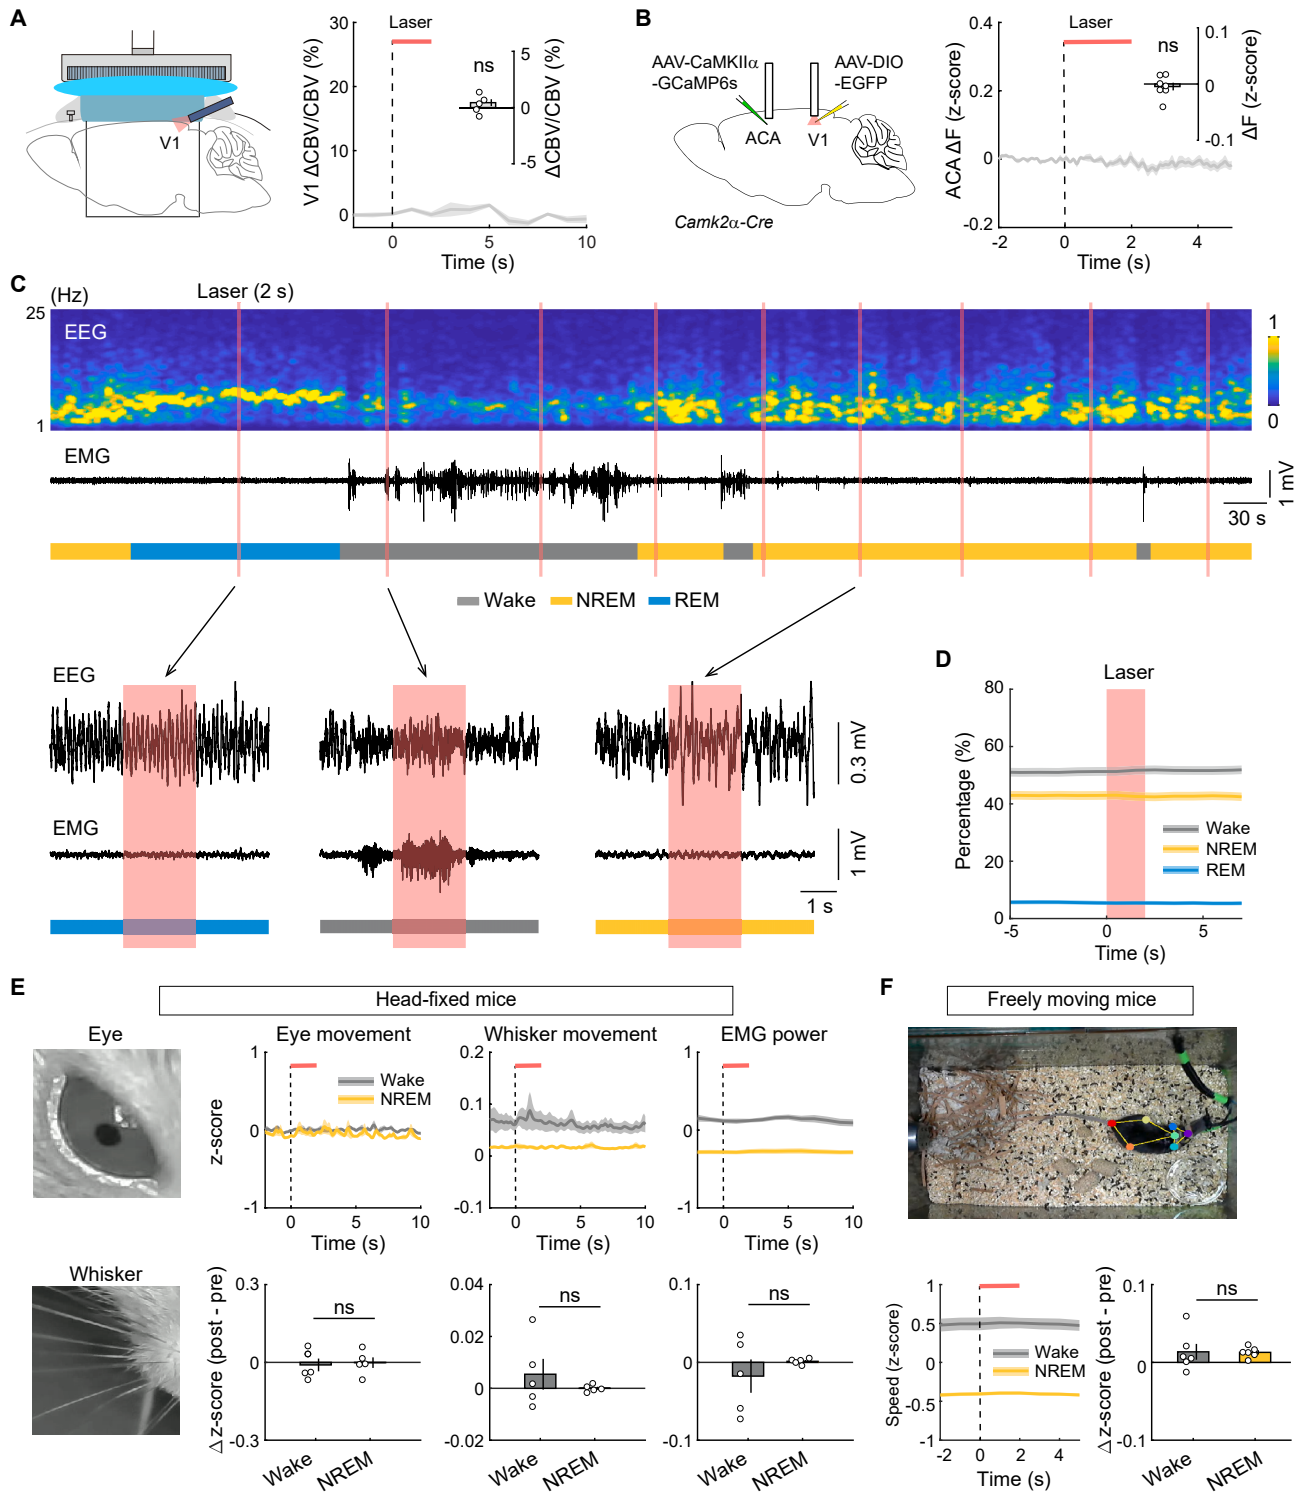 A
V1
V1 ΔCBV/CBV (%)
30
20
10
0
Laser
ns
5
0
-5
ΔCBV/CBV (%)
0
5
10
Time (s)
B
AAV-CaMKIIα
-GCaMP6s
AAV-DIO
-EGFP
ACA
V1
Camk2α-Cre
ACA ΔF (z-score)
0.4
0.2
0
-0.2
Laser
ns
0.1
0
-0.1
ΔF (z-score)
-2
0
2
4
Time (s)
C
(Hz)
Laser (2 s)
25
EEG
1
1
0
EMG
1 mV
30 s
Wake
NREM
REM
EEG
0.3 mV
EMG
1 mV
1 s
D
Laser
Percentage (%)
80
60
40
20
0
Wake
NREM
REM
-5
0
5
Time (s)
E
Head-fixed mice
Eye
Eye movement
Whisker movement
EMG power
z-score
1
0
-1
Wake
NREM
0
5
10
Time (s)
0.2
0.1
0
-0.1
0
5
10
Time (s)
1
0
-1
0
5
10
Time (s)
Whisker
Δz-score (post - pre)
0.3
0
-0.3
ns
Wake
NREM
0.04
0.02
0
-0.02
ns
Wake
NREM
0.1
0
-0.1
ns
Wake
NREM
F
Freely moving mice
Speed (z-score)
1
0.5
0
-0.5
-1
Wake
NREM
-2
0
2
4
Time (s)
Δz-score (post - pre)
0.1
0
-0.1
ns
Wake
NREM